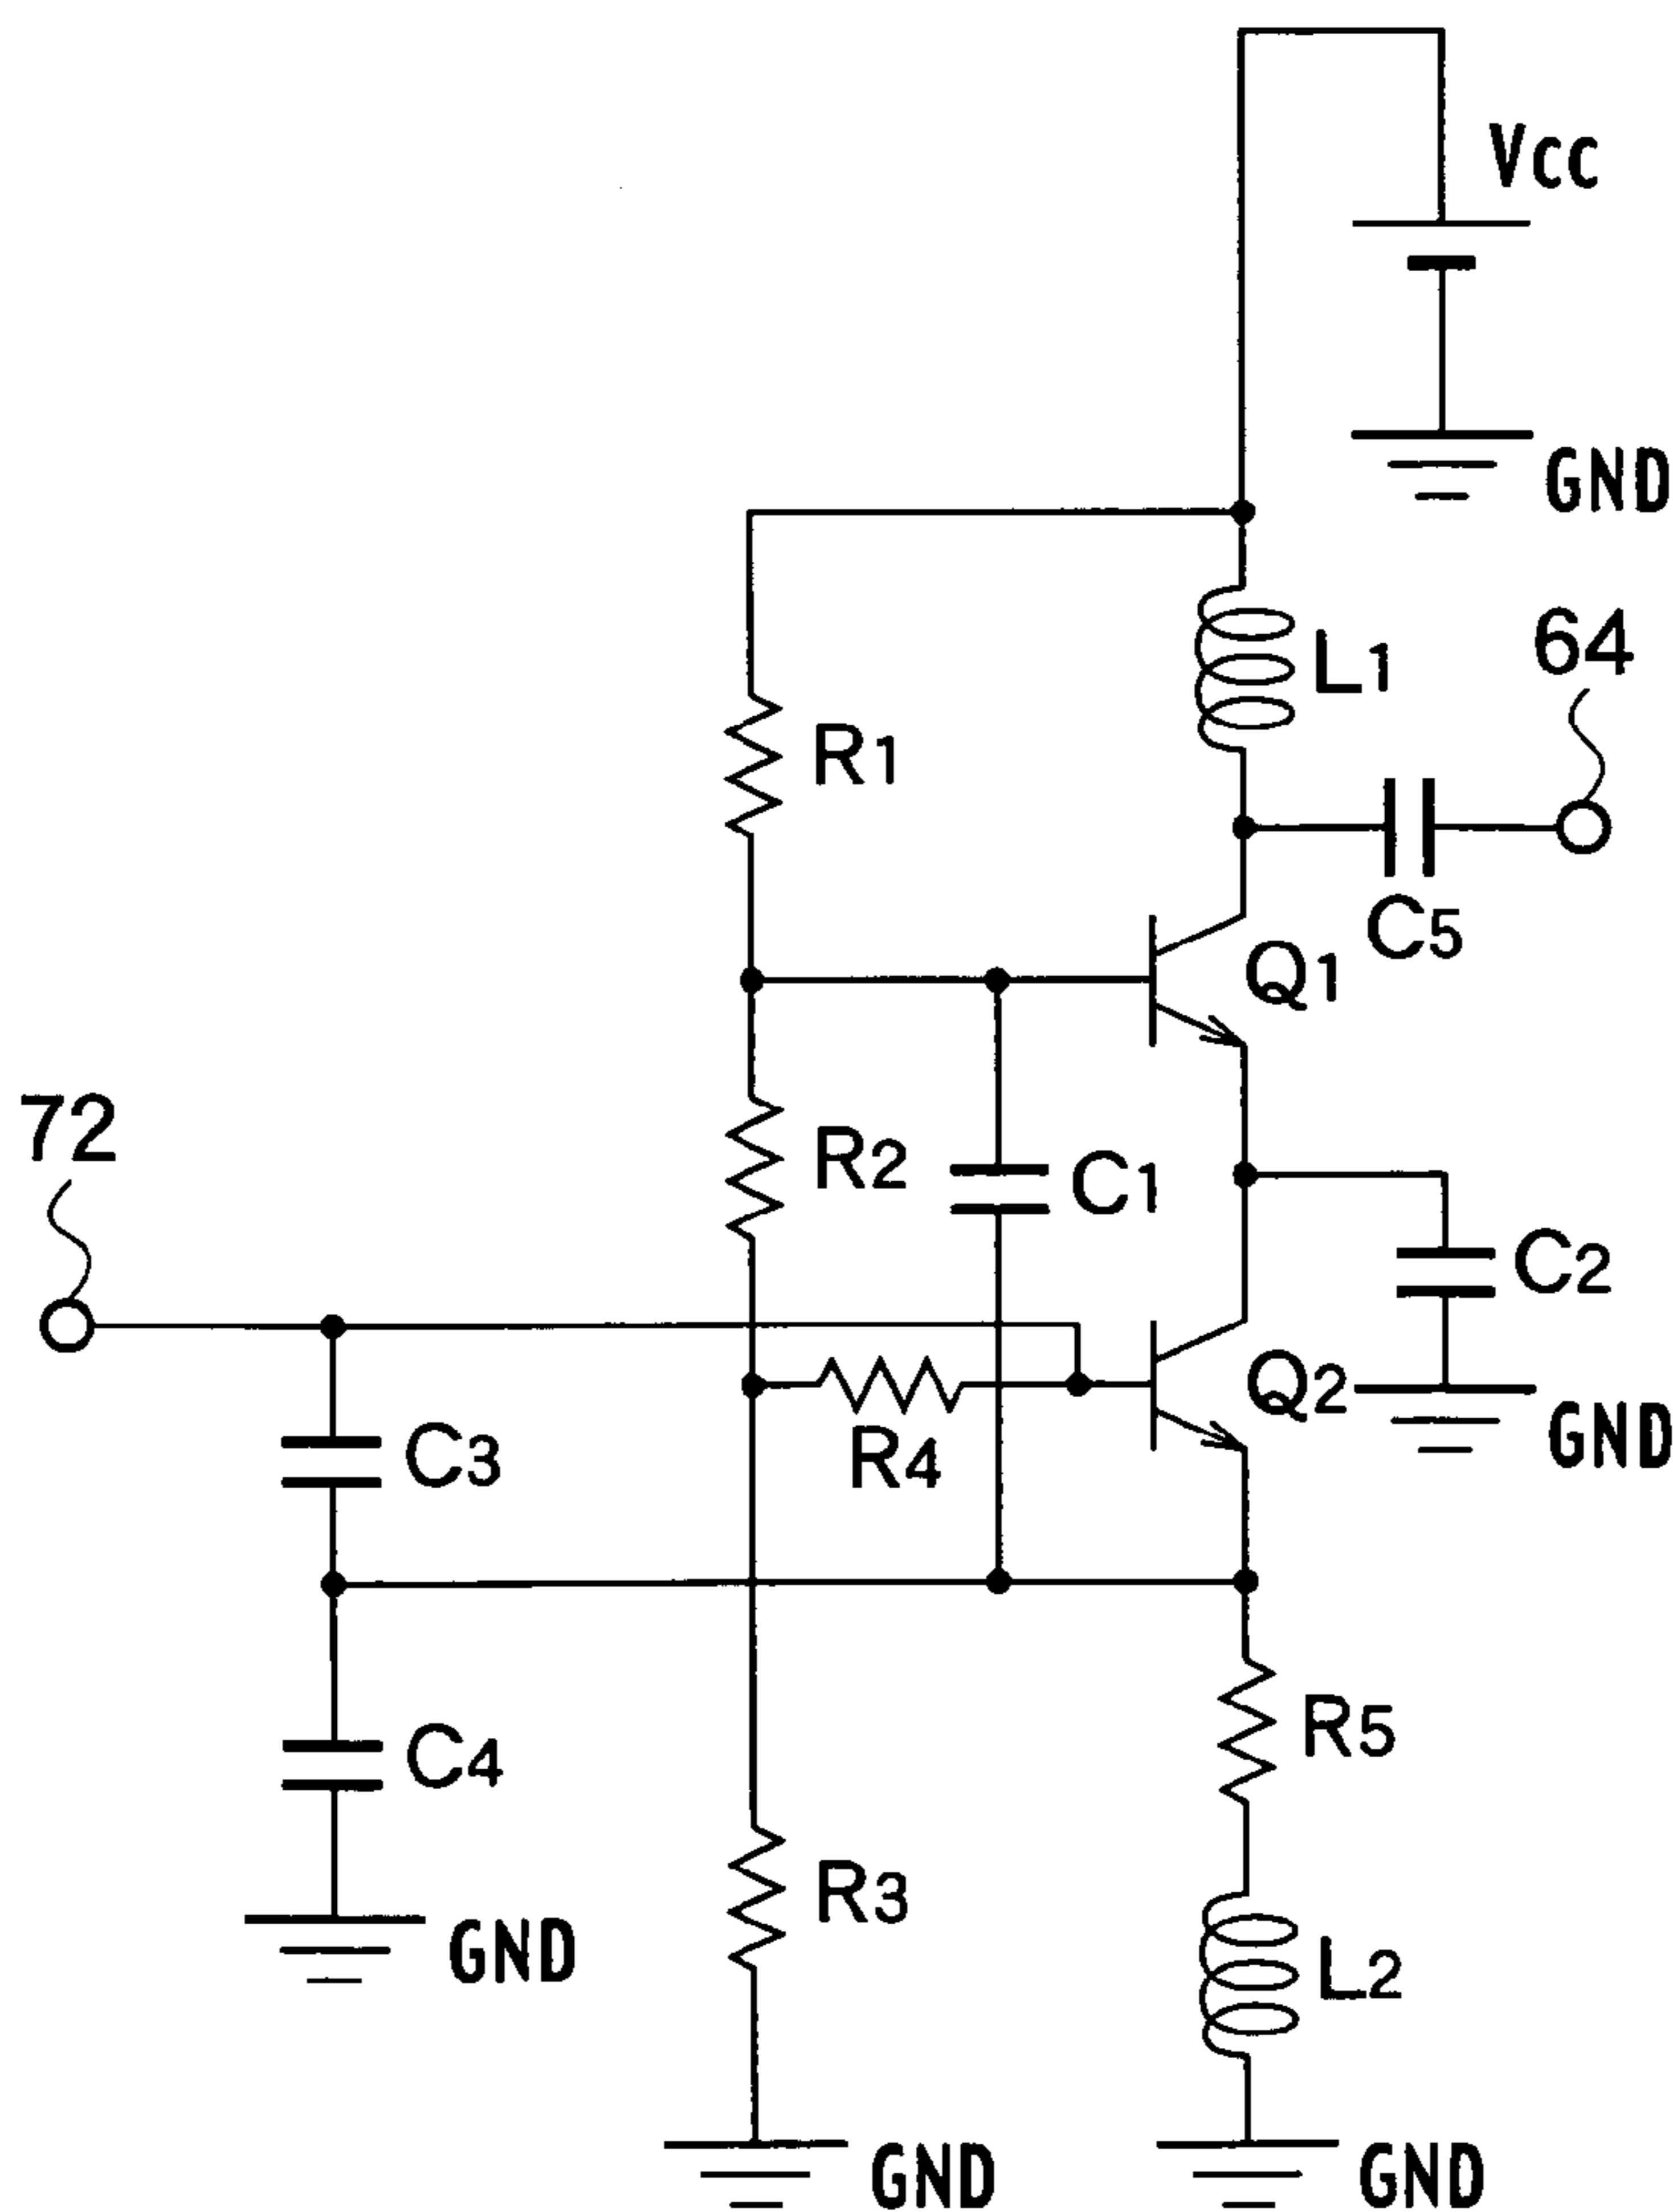 Vcc
GND
L1
64
R1
C5
Q1
72
R2
C1
C2
Q2
GND
C3
R4
R5
C4
R3
GND
L2
GND
GND